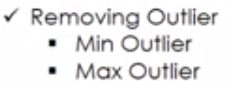 ✓ Removing Outlier
▪ Min Outlier
▪ Max Outlier